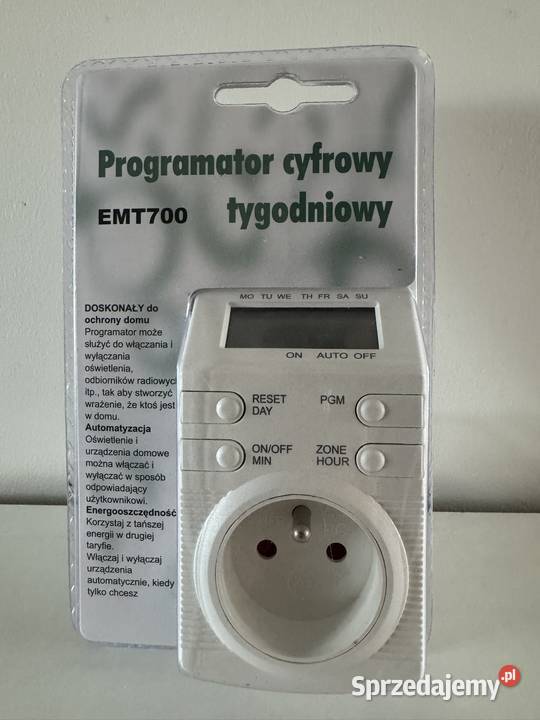 Programator cyfrowy
EMT700 tygodniowy
DOSKONAŁY do
ochrony domu
Programator może
służyć do włączania i
wyłączania
oświetlenia,
odbiorników radiowych
itp., tak aby stworzyć
wrażenie, że ktoś jest
w domu.
Automatyzacja
Oświetlenie i
urządzenia domowe
można włączać i
wyłączać w sposób
odpowiadający
użytkownikowi.
Energooszczędność
Korzystaj z tańszej
energii w drugiej
taryfie.
Włączaj i wyłączaj
urządzenia
automatycznie, kiedy
tylko chcesz
MO TU WE TH FR SA SU
ON AUTO OFF
RESET
DAY
PGM
ON/OFF
MIN
ZONE
HOUR
Sprzedajemy.pl